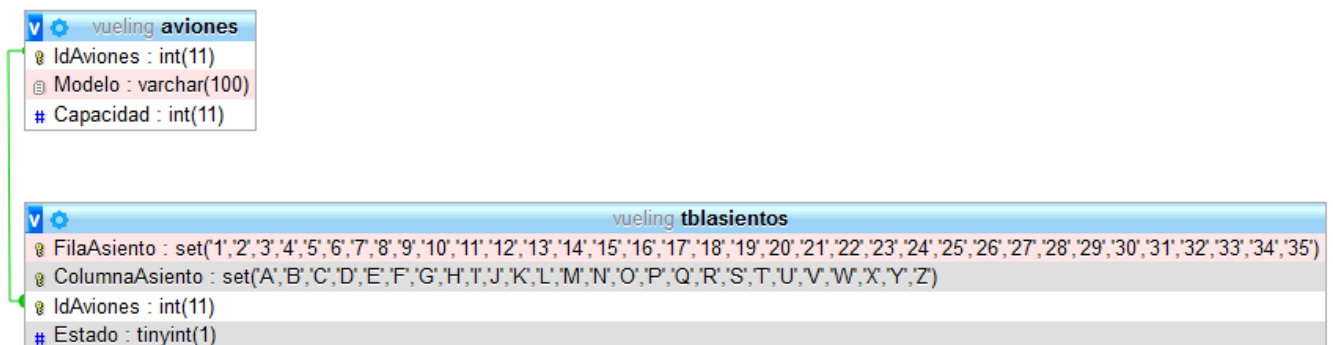 vueling aviones
IdAviones : int(11)
Modelo : varchar(100)
# Capacidad : int(11)
vueling tblasientos
FilaAsiento : set('1','2','3','4','5','6','7','8','9','10','11','12','13','14','15','16','17','18','19','20','21','22','23','24','25','26','27','28','29','30','31','32','33','34','35')
ColumnaAsiento : set('A','B','C','D','E','F','G','H','I','J','K','L','M','N','O','P','Q','R','S','T','U','V','W','X','Y','Z')
IdAviones : int(11)
# Estado : tinyint(1)